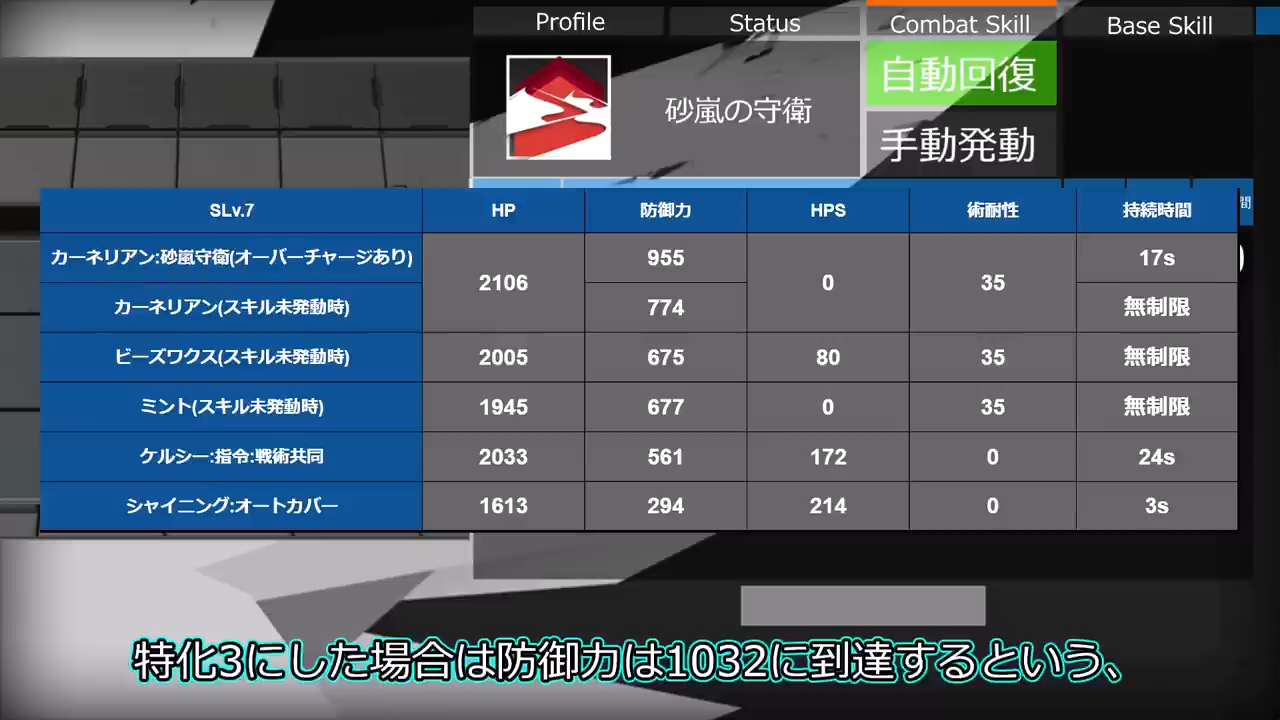 Profile Status Combat Skill Base Skill
砂嵐の守衛
自動回復
手動発動
間
SLv.7 HP 防御力 HPS 術耐性 持続時間
カーネリアン:砂嵐守衛(オーバーチャージあり) 2106 955 0 35 17s
カーネリアン(スキル未発動時) 774 無制限
ビーズワクス(スキル未発動時) 2005 675 80 35 無制限
ミント(スキル未発動時) 1945 677 0 35 無制限
ケルシー:指令:戦術共同 2033 561 172 0 24s
シャイニング:オートカバー 1613 294 214 0 3s
特化3にした場合は防御力は1032に到達するという、